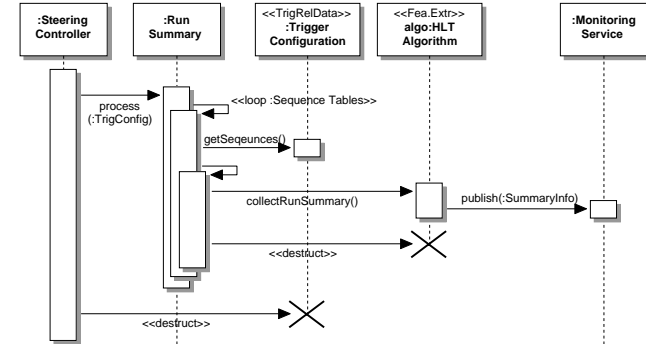 :Steering
Controller
:Run
Summary
<<TrigRelData>>
:Trigger
Configuration
<<Fea.Extr>>
algo:HLT
Algorithm
:Monitoring
Service
process
(:TrigConfig)
<<loop :Sequence Tables>>
getSeqeunces()
collectRunSummary()
publish(:SummaryInfo)
<<destruct>>
<<destruct>>